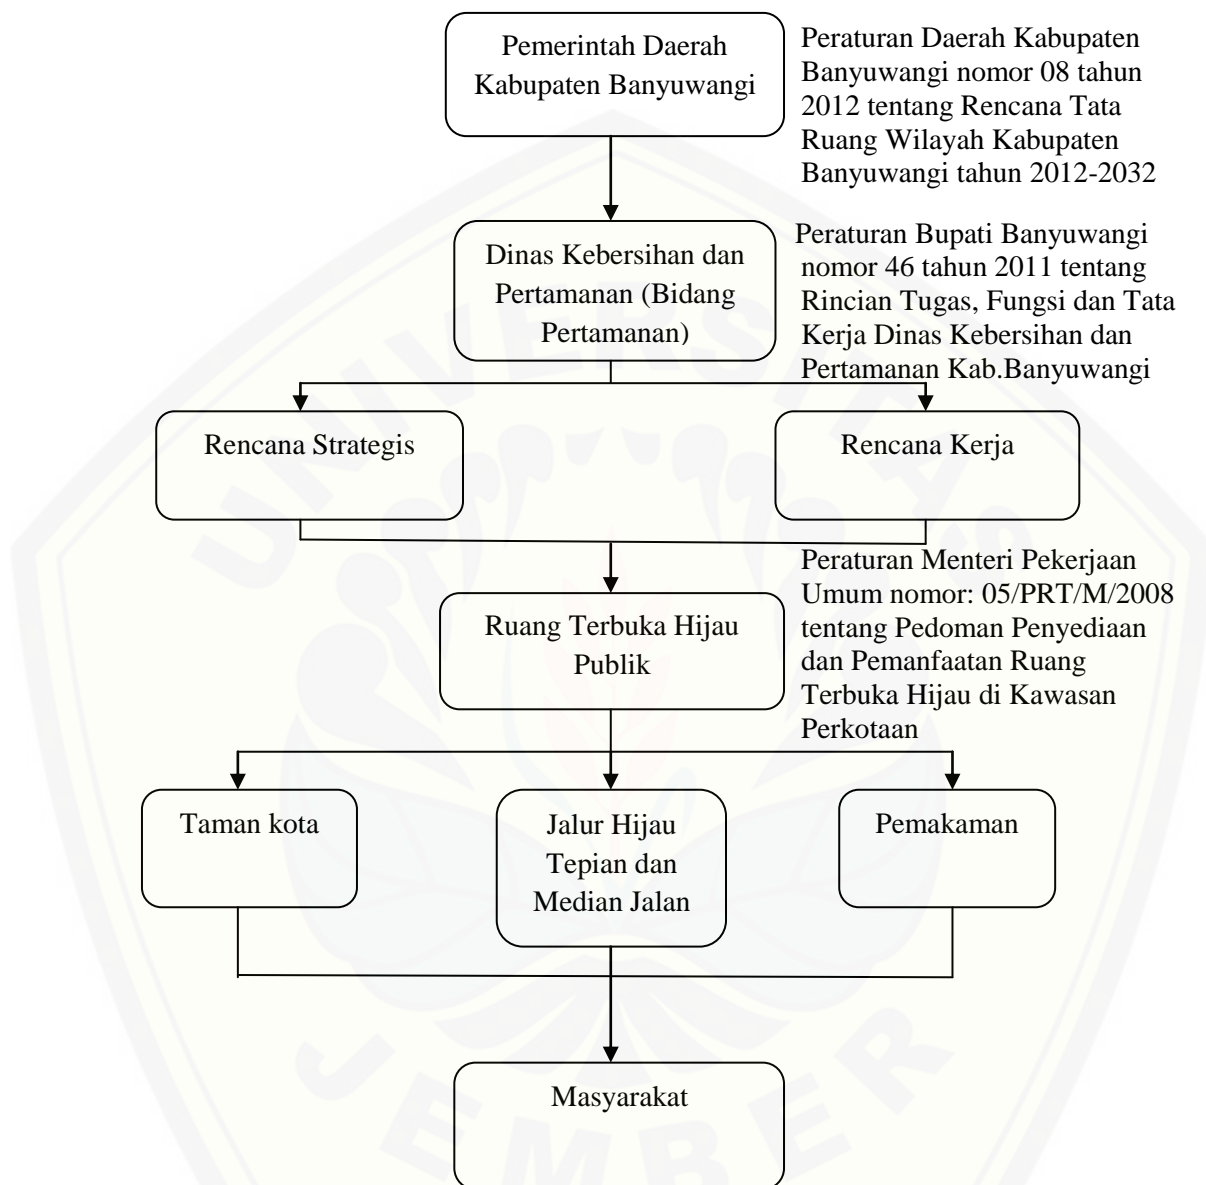 Pemerintah Daerah
Kabupaten Banyuwangi
Peraturan Daerah Kabupaten
Banyuwangi nomor 08 tahun
2012 tentang Rencana Tata
Ruang Wilayah Kabupaten
Banyuwangi tahun 2012-2032
Dinas Kebersihan dan
Pertamanan (Bidang
Pertamanan)
Peraturan Bupati Banyuwangi
nomor 46 tahun 2011 tentang
Rincian Tugas, Fungsi dan Tata
Kerja Dinas Kebersihan dan
Pertamanan Kab.Banyuwangi
Rencana Strategis
Rencana Kerja
Ruang Terbuka Hijau
Publik
Peraturan Menteri Pekerjaan
Umum nomor: 05/PRT/M/2008
tentang Pedoman Penyediaan
dan Pemanfaatan Ruang
Terbuka Hijau di Kawasan
Perkotaan
Taman kota
Jalur Hijau
Tepian dan
Median Jalan
Pemakaman
Masyarakat
UNIVERSITAS
JEMBER